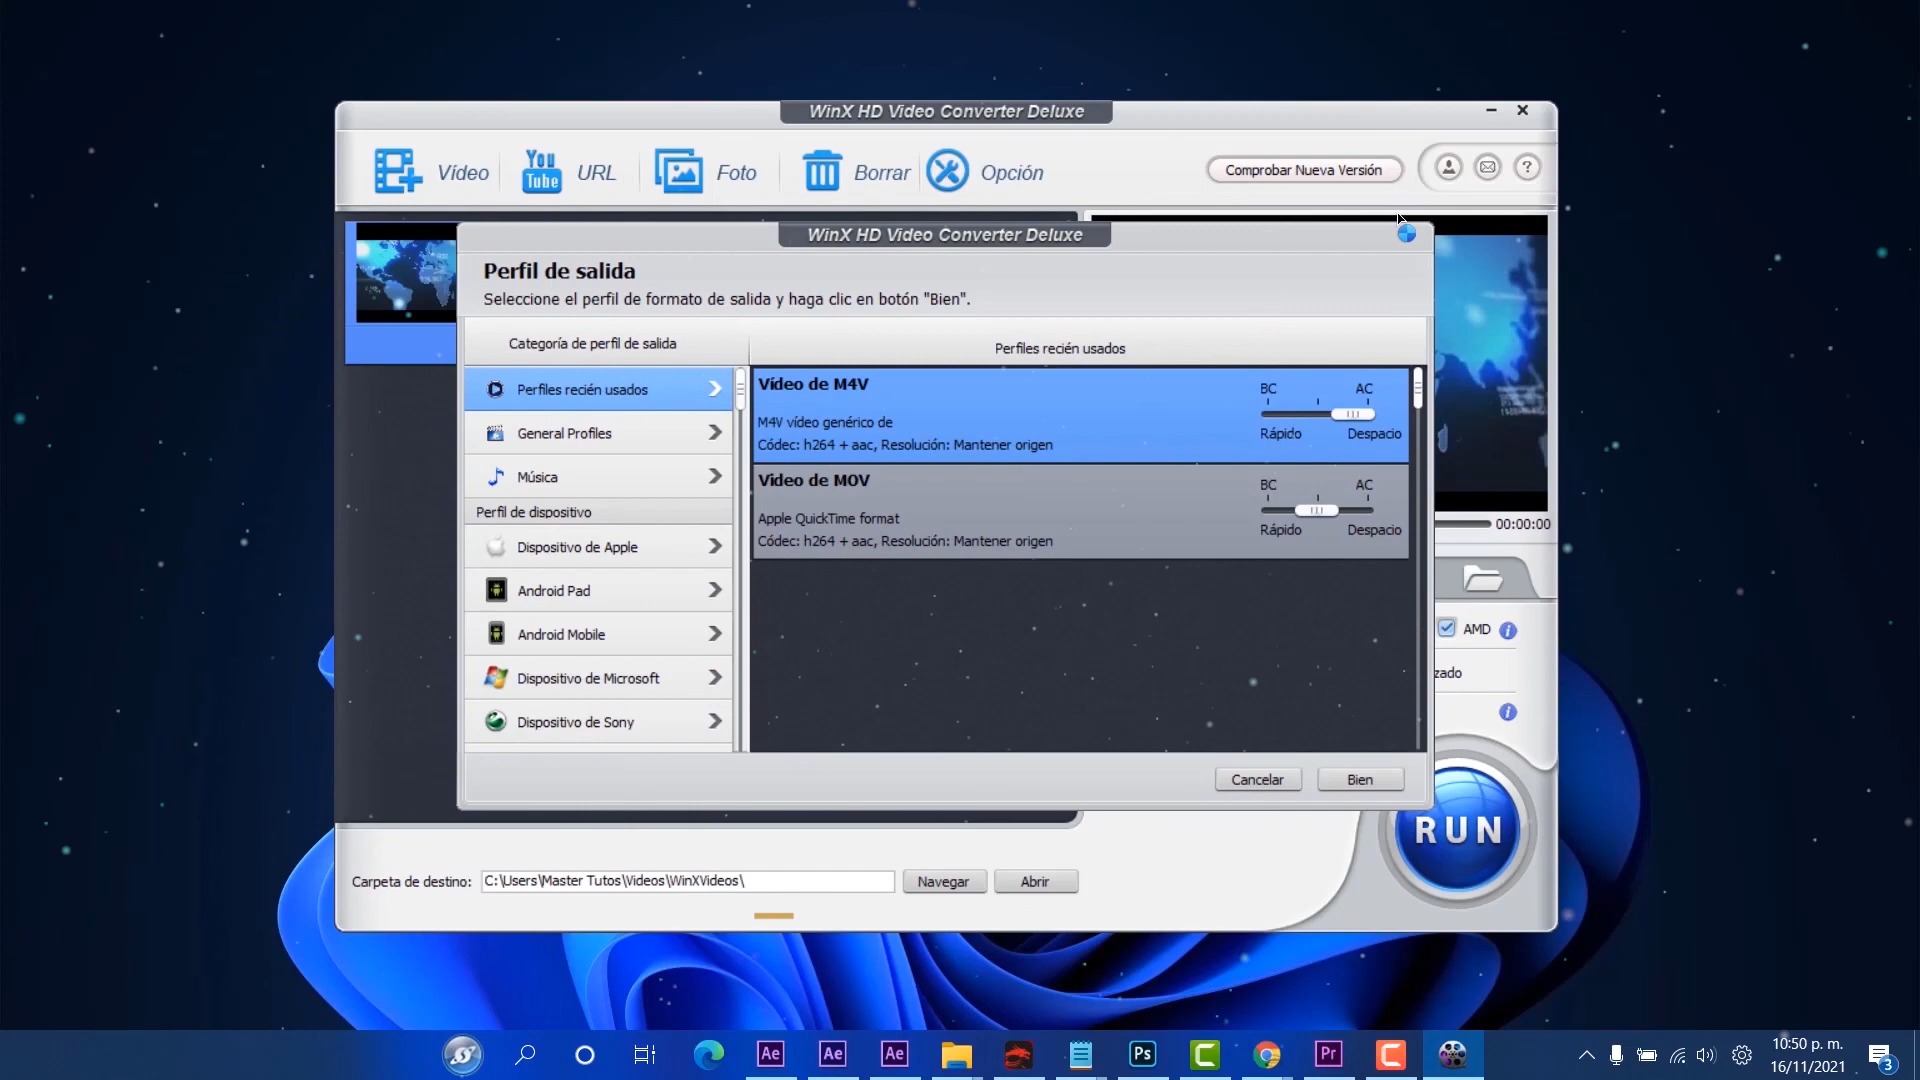 WinX HD Video Converter Deluxe
Vídeo
You Tube
URL
Foto
Borrar
Opción
Comprobar Nueva Versión
?
WinX HD Video Converter Deluxe
Perfil de salida
Seleccione el perfil de formato de salida y haga clic en botón "Bien".
Categoría de perfil de salida
Perfiles recién usados
Perfiles recién usados
General Profiles
Música
Perfil de dispositivo
Dispositivo de Apple
Android Pad
Android Mobile
Dispositivo de Microsoft
Dispositivo de Sony
Vídeo de M4V
M4V vídeo genérico de
Códec: h264 + aac, Resolución: Mantener origen
BC AC
Rápido Despacio
Video de MOV
Apple QuickTime format
Códec: h264 + aac, Resolución: Mantener origen
BC AC
Rápido Despacio
00:00:00
AMD
zado
Cancelar
Bien
RUN
Carpeta de destino:
C:\Users\Master Tutos\Videos\WinXVideos\
Navegar
Abrir
Ae
Ae
Ae
Ps
Pr
10:50 p. m.
16/11/2021
3